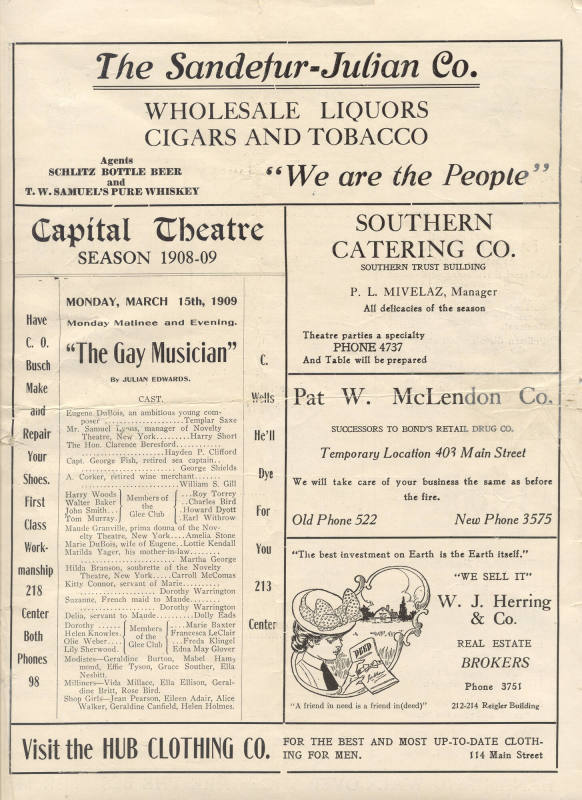 The Sandefur-Julian Co.
WHOLESALE LIQUORS
CIGARS AND TOBACCO
Agents
SCHLITZ BOTTLE BEER
and
T. W. SAMUEL'S PURE WHISKEY
"We are the People"
Capital Theatre
SEASON 1908-09
Have
C. O.
Busch
Make
and
Repair
Your
Shoes.
First
Class
Work-
manship
218
Center
Both
Phones
98
MONDAY, MARCH 15th, 1909
Monday Matinee and Evening.
"The Gay Musician"
By JULIAN EDWARDS.
CAST.
Eugene DuBois, an ambitious young com-
poser ....................Templar Saxe
Mr. Samuel Lyons, manager of Novelty
Theatre, New York........Harry Short
The Hon. Clarence Beresford............
....................Hayden P. Clifford
Capt. George Fish, retired sea captain..
........................George Shields
A. Corker, retired wine merchant.......
........................William S. Gill
Harry Woods
Walter Baker
John Smith...
Tom Murray.
Members of the Glee Club
...Roy Torrey
.Charles Bird
.Howard Dyott
.Earl Withrow
Maude Granville, prima donna of the Nov-
elty Theatre, New York....Amelia Stone
Marie DuBois, wife of Eugene..Lottie Kendall
Matilda Yager, his mother-in-law........
........................Martha George
Hilda Branson, soubrette of the Novelty
Theatre, New York.....Carroll McComas
Kitty Connor, servant of Marie..........
....................Dorothy Warrington
Suzanne, French maid to Maude........
....................Dorothy Warrington
Delia, servant to Maude......Dolly Eads
Dorothy ......
Helen Knowles.
Olie Weber....
Lily Sherwood.
Members of the Glee Club
....Marie Baxter
Francesca LeClair
..Freda Klingel
Edna May Glover
Modistes—Geraldine Burton, Mabel Ham-
mond, Effie Tyson, Grace Souther, Ella
Nesbitt.
Milliners—Vida Millace, Ella Ellison, Geral-
dine Britt, Rose Bird.
Shop Girls—Jean Pearson, Eileen Adair, Alice
Walker, Geraldine Canfield, Helen Holmes.
C.
Wells
He'll
Dye
For
You
213
Center
SOUTHERN
CATERING CO.
SOUTHERN TRUST BUILDING
P. L. MIVELAZ, Manager
All delicacies of the season
Theatre parties a specialty
PHONE 4737
And Table will be prepared
Pat W. McLendon Co.
SUCCESSORS TO BOND'S RETAIL DRUG CO.
Temporary Location 403 Main Street
We will take care of your business the same as before
the fire.
Old Phone 522 New Phone 3575
"The best investment on Earth is the Earth itself."
"WE SELL IT"
W. J. Herring
& Co.
REAL ESTATE
BROKERS
Phone 3751
DEED
"A friend in need is a friend in(deed)" 212-214 Reigler Building
Visit the HUB CLOTHING CO. FOR THE BEST AND MOST UP-TO-DATE CLOTH-
ING FOR MEN. 114 Main Street